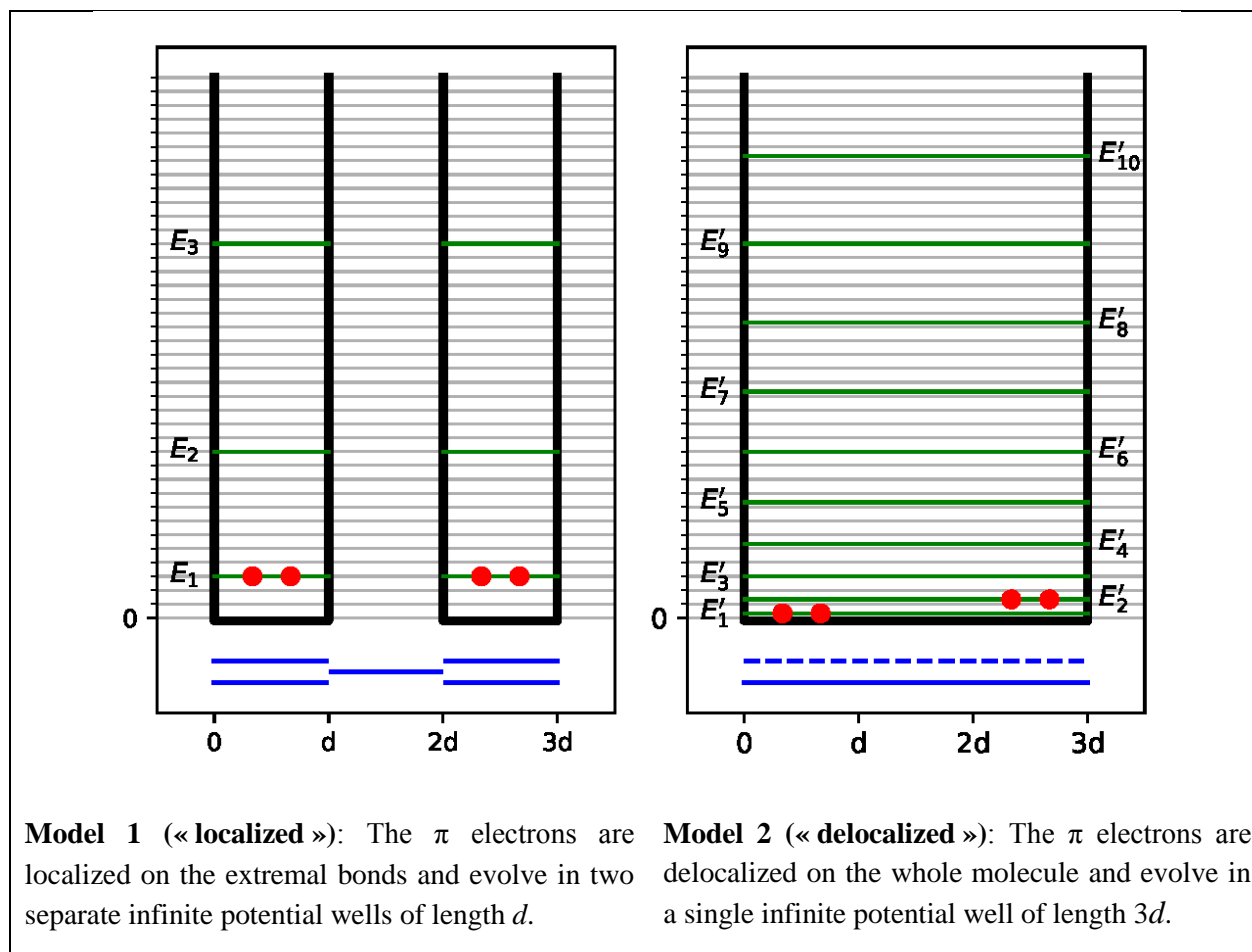 E₃
E₂
E₁
0
0
d
2d
3d
E′₁₀
E′₉
E′₈
E′₇
E′₆
E′₅
E′₄
E′₃
E′₂
E′₁
0
0
d
2d
3d
Model 1 (« localized »): The π electrons are
localized on the extremal bonds and evolve in two
separate infinite potential wells of length d.
Model 2 (« delocalized »): The π electrons are
delocalized on the whole molecule and evolve in
a single infinite potential well of length 3d.